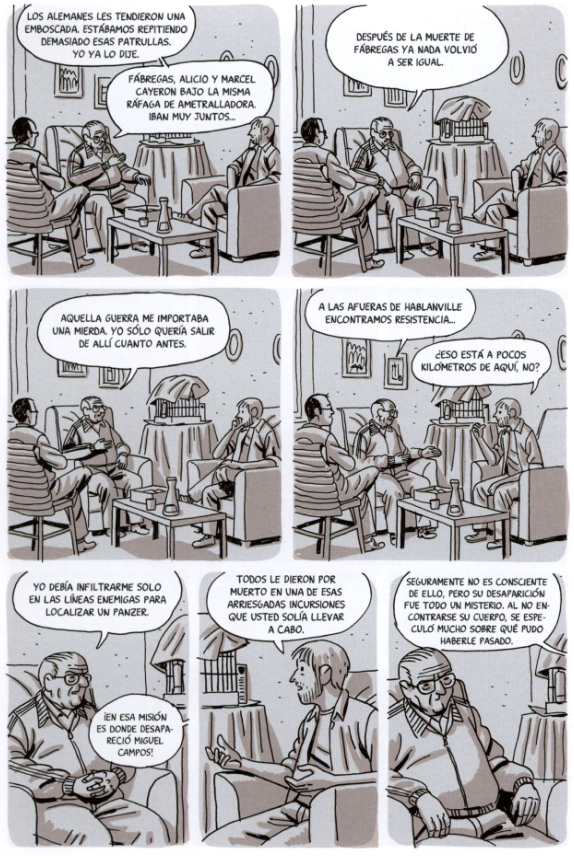 LOS ALEMANES LES TENDIERON UNA
EMBOSCADA. ESTÁBAMOS REPITIENDO
DEMASIADO ESAS PATRULLAS.
YO YA LO DIJE.
FÁBREGAS, ALICIO Y MARCEL
CAYERON BAJO LA MISMA
RÁFAGA DE AMETRALLADORA.
IBAN MUY JUNTOS...
DESPUÉS DE LA MUERTE DE
FÁBREGAS YA NADA VOLVIÓ
A SER IGUAL.
AQUELLA GUERRA ME IMPORTABA
UNA MIERDA. YO SÓLO QUERÍA SALIR
DE ALLÍ CUANTO ANTES.
A LAS AFUERAS DE HABLANVILLE
ENCONTRAMOS RESISTENCIA...
¿ESO ESTÁ A POCOS
KILÓMETROS DE AQUÍ, NO?
YO DEBÍA INFILTRARME SOLO
EN LAS LÍNEAS ENEMIGAS PARA
LOCALIZAR UN PANZER.
¡EN ESA MISIÓN
ES DONDE DESAPA-
RECIÓ MIGUEL
CAMPOS!
TODOS LE DIERON POR
MUERTO EN UNA DE ESAS
ARRIESGADAS INCURSIONES
QUE USTED SOLÍA LLEVAR
A CABO.
SEGURAMENTE NO ES CONSCIENTE
DE ELLO, PERO SU DESAPARICIÓN
FUE TODO UN MISTERIO. AL NO EN-
CONTRARSE SU CUERPO, SE ESPE-
CULÓ MUCHO SOBRE QUÉ PUDO
HABERLE PASADO.